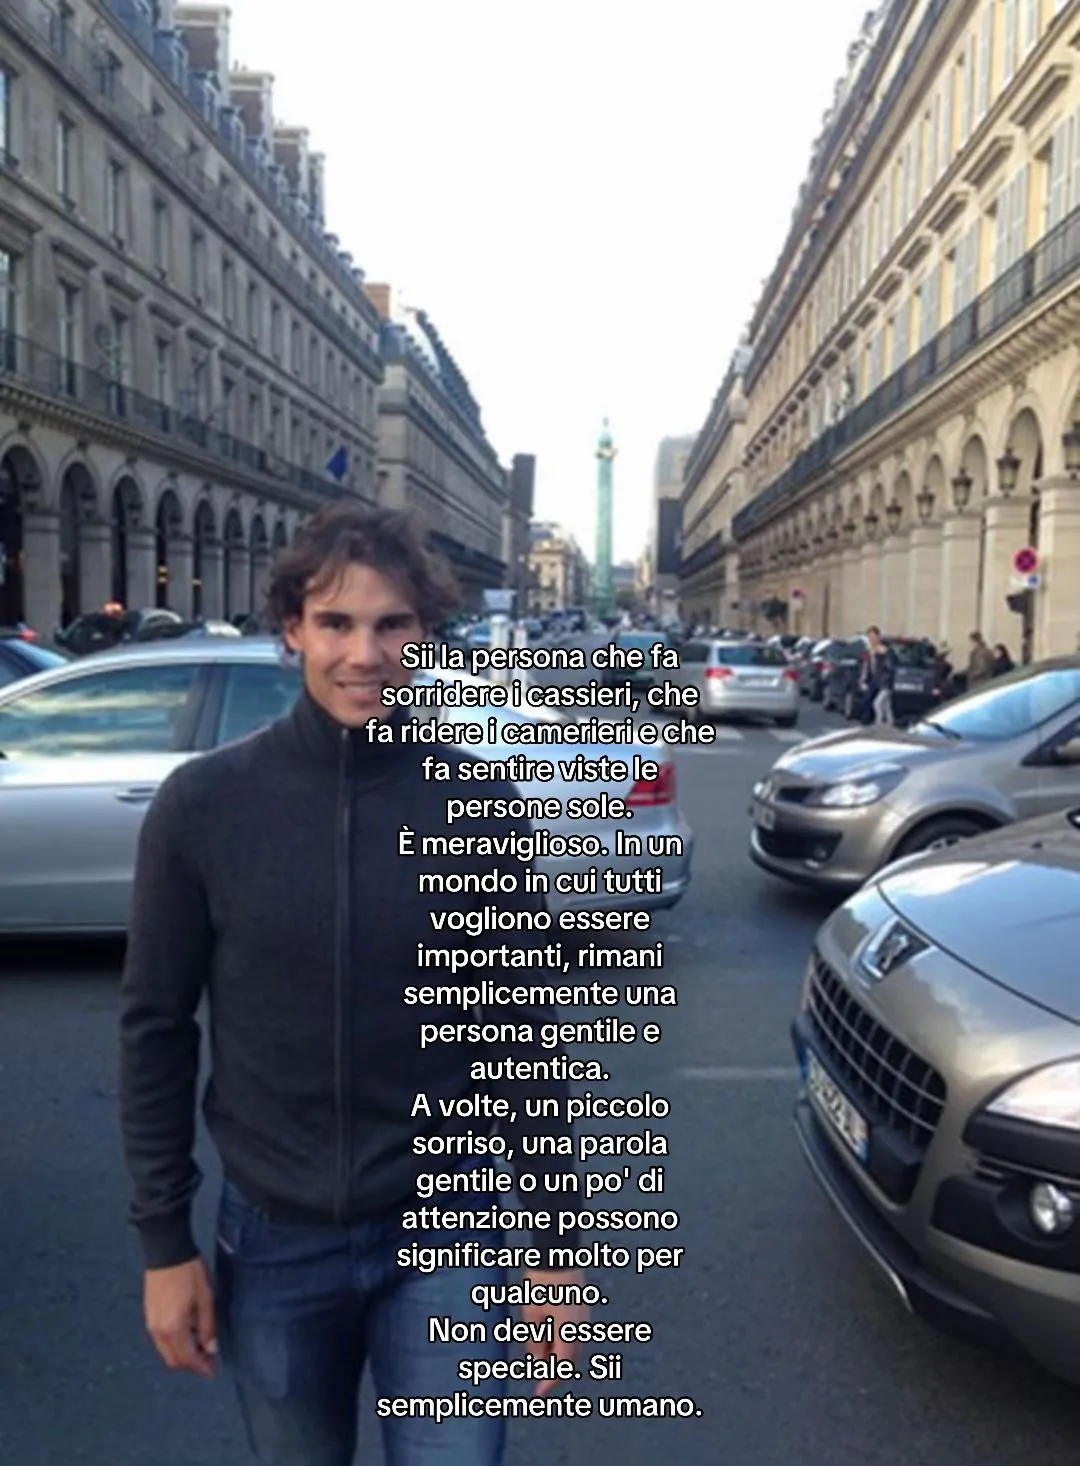 Sii la persona che fa
sorridere i cassieri, che
fa ridere i camerieri e che
fa sentire viste le
persone sole.
È meraviglioso. In un
mondo in cui tutti
vogliono essere
importanti, rimani
semplicemente una
persona gentile e
autentica.
A volte, un piccolo
sorriso, una parola
gentile o un po' di
attenzione possono
significare molto per
qualcuno.
Non devi essere
speciale. Sii
semplicemente umano.